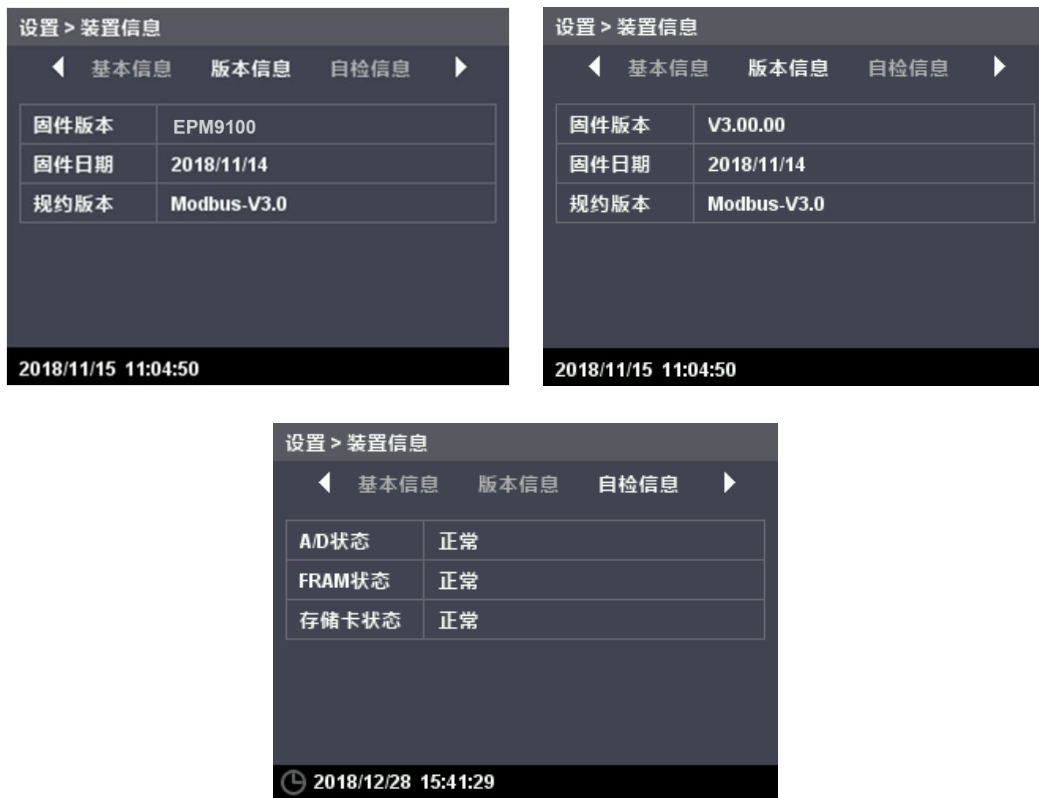 设置 > 装置信息
基本信息 版本信息 自检信息
固件版本 EPM9100
固件日期 2018/11/14
规约版本 Modbus-V3.0
2018/11/15 11:04:50
设置 > 装置信息
基本信息 版本信息 自检信息
固件版本 V3.00.00
固件日期 2018/11/14
规约版本 Modbus-V3.0
2018/11/15 11:04:50
设置 > 装置信息
基本信息 版本信息 自检信息
A/D状态 正常
FRAM状态 正常
存储卡状态 正常
2018/12/28 15:41:29